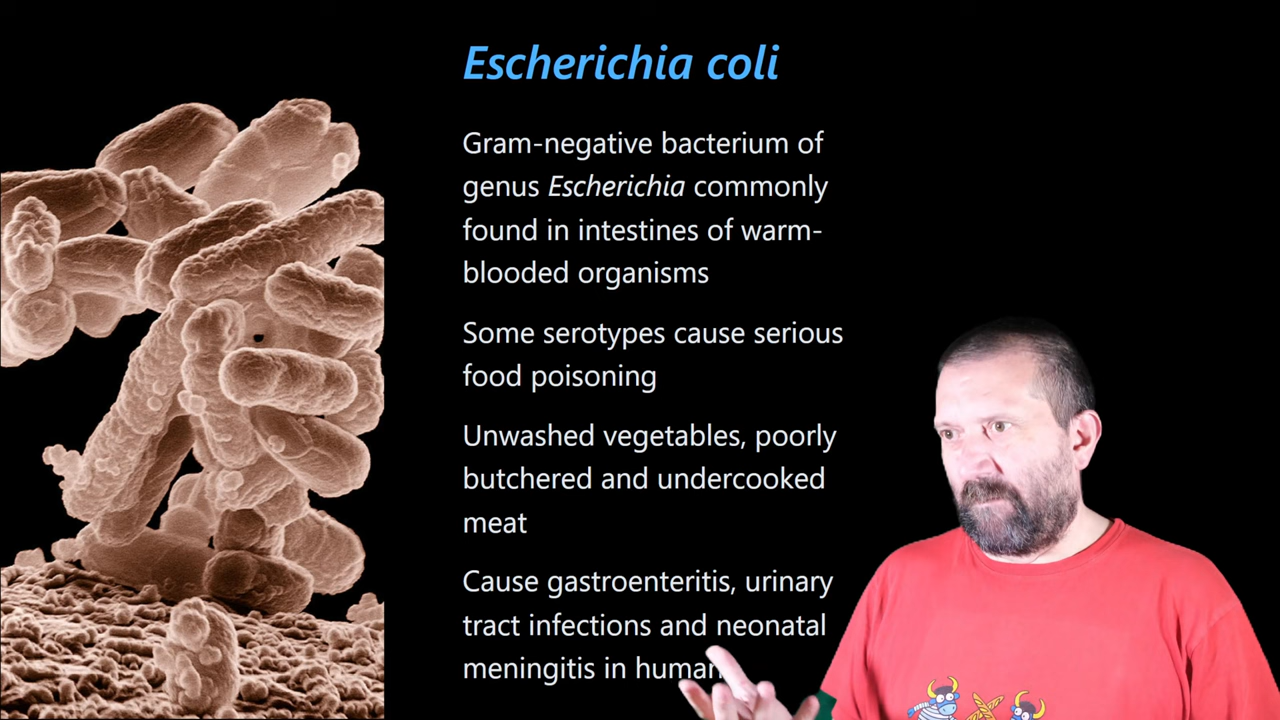 Escherichia coli
Gram-negative bacterium of
genus Escherichia commonly
found in intestines of warm-
blooded organisms
Some serotypes cause serious
food poisoning
Unwashed vegetables, poorly
butchered and undercooked
meat
Cause gastroenteritis, urinary
tract infections and neonatal
meningitis in human